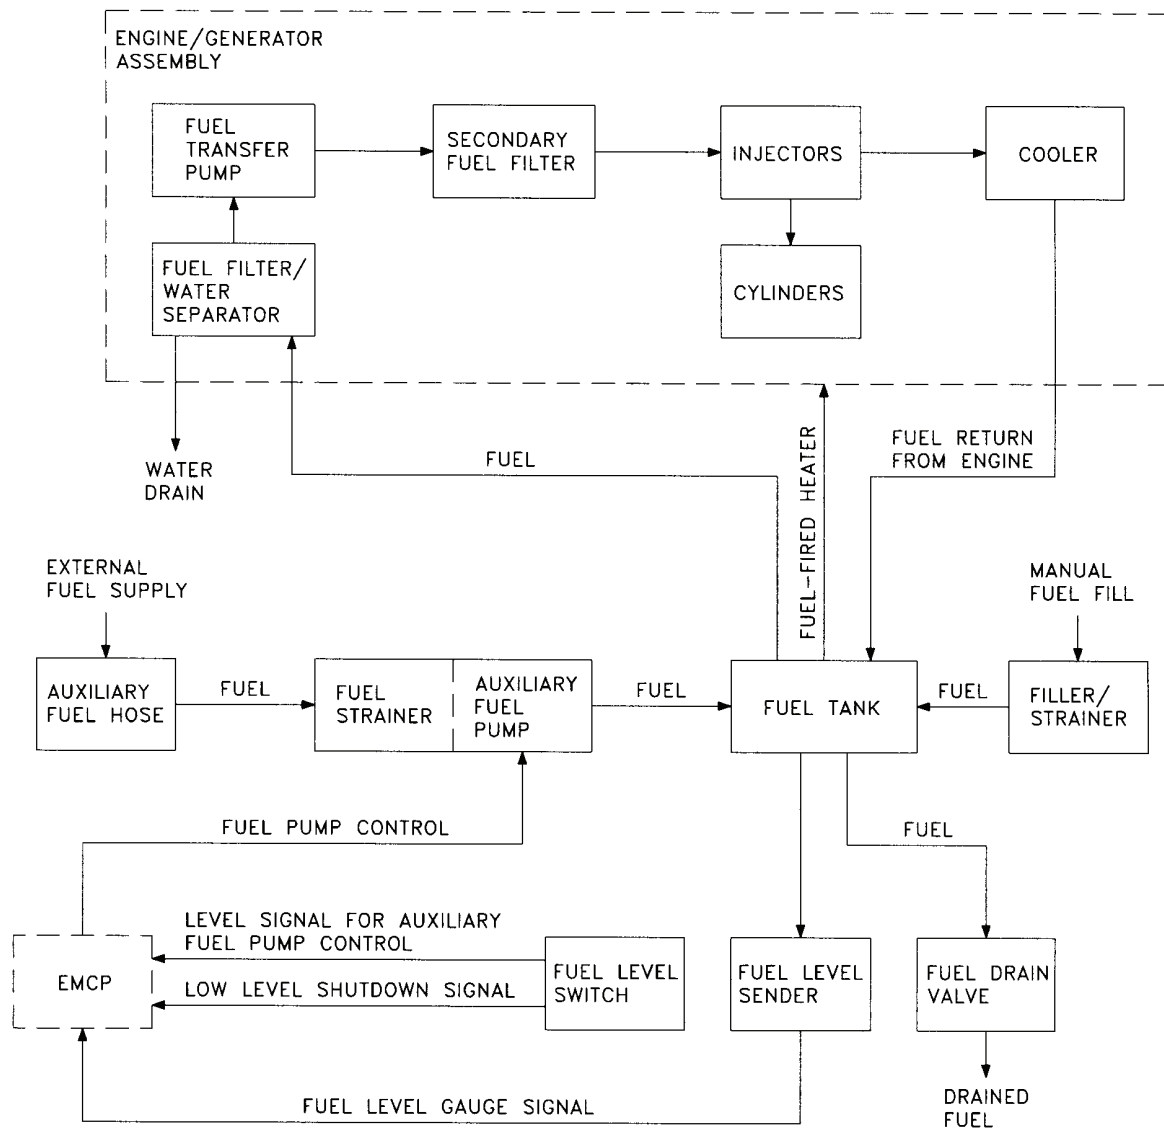 ENGINE/GENERATOR
ASSEMBLY
FUEL
TRANSFER
PUMP
SECONDARY
FUEL FILTER
INJECTORS
COOLER
FUEL FILTER/
WATER
SEPARATOR
CYLINDERS
WATER
DRAIN
FUEL
FUEL-FIRED HEATER
FUEL RETURN
FROM ENGINE
EXTERNAL
FUEL SUPPLY
MANUAL
FUEL FILL
AUXILIARY
FUEL HOSE
FUEL
FUEL
STRAINER
AUXILIARY
FUEL
PUMP
FUEL
FUEL TANK
FUEL
FILLER/
STRAINER
FUEL PUMP CONTROL
FUEL
LEVEL SIGNAL FOR AUXILIARY
FUEL PUMP CONTROL
EMCP
LOW LEVEL SHUTDOWN SIGNAL
FUEL LEVEL
SWITCH
FUEL LEVEL
SENDER
FUEL DRAIN
VALVE
FUEL LEVEL GAUGE SIGNAL
DRAINED
FUEL